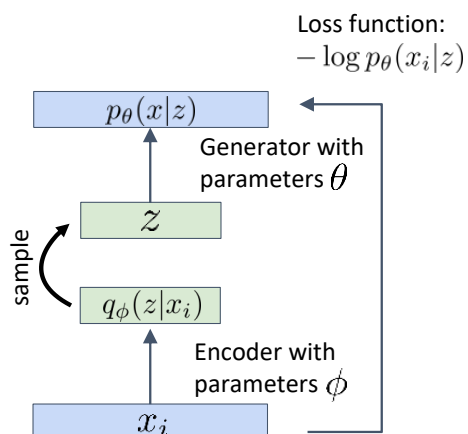 Loss function:
− log pθ(xi|z)
pθ(x|z)
Generator with
parameters θ
z
sample
qϕ(z|xi)
Encoder with
parameters ϕ
xi